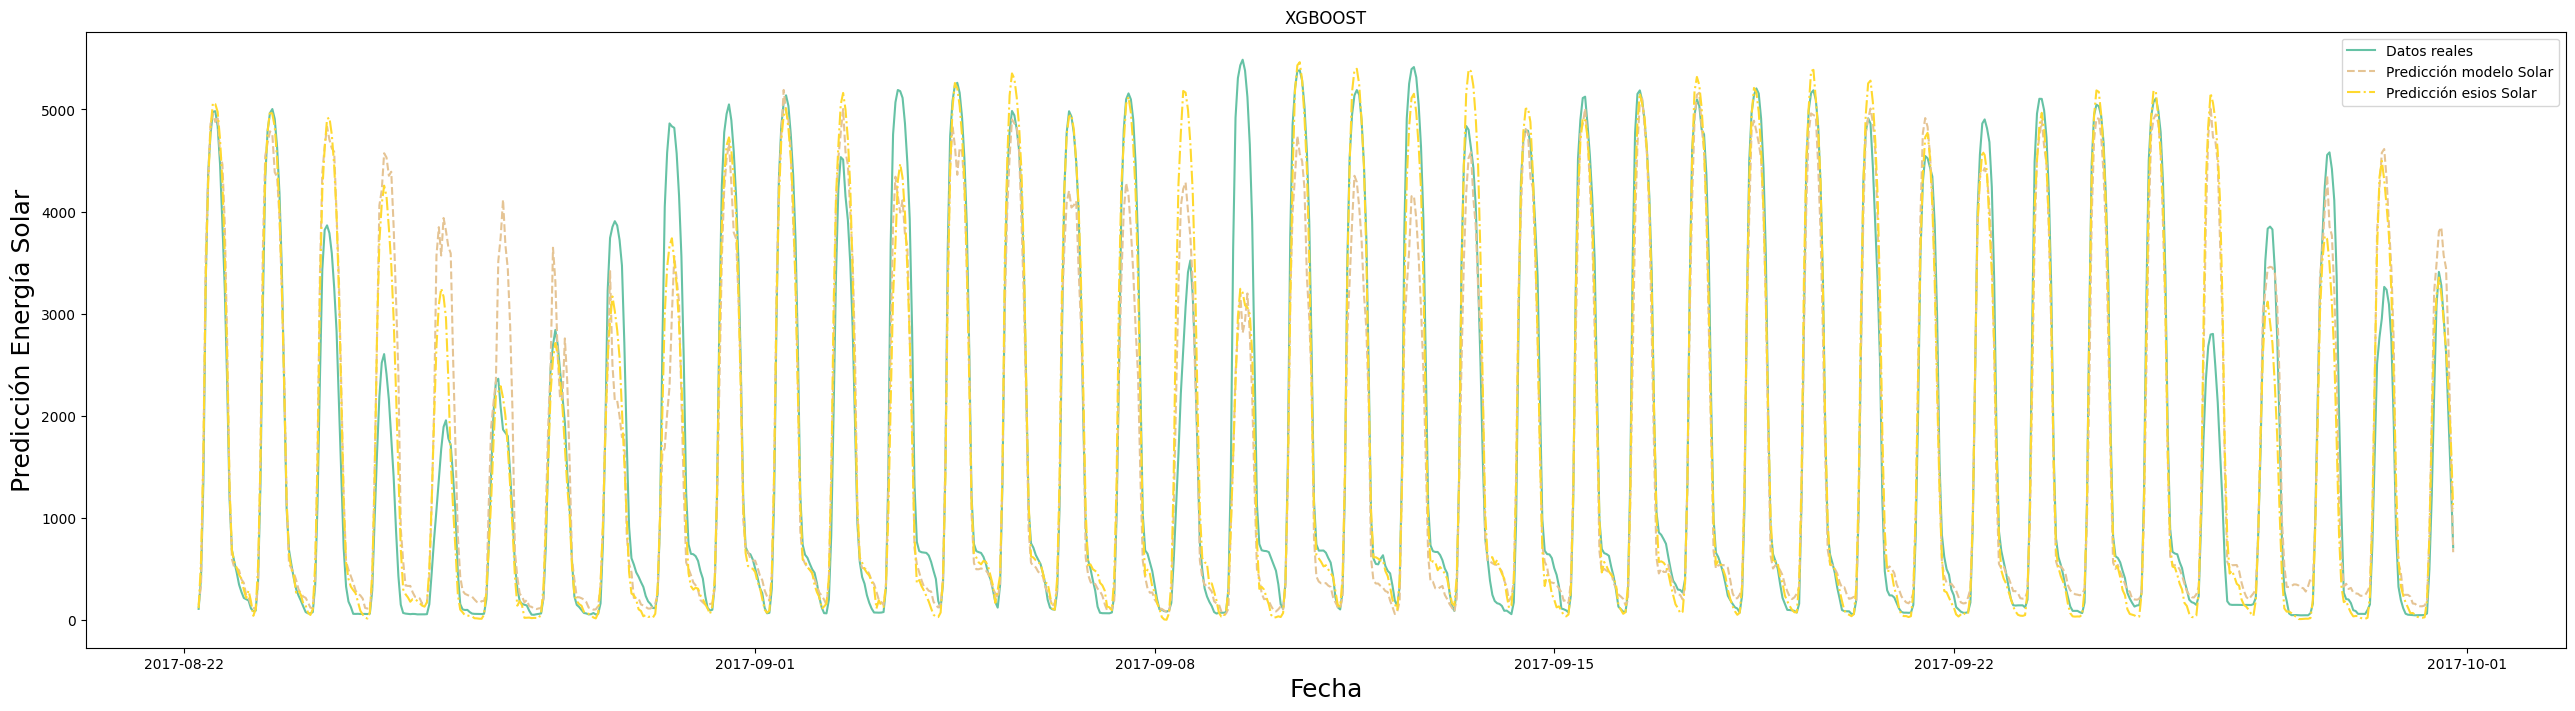 XGBOOST
Datos reales
Predicción modelo Solar
Predicción esios Solar
Predicción Energía Solar
5000
4000
3000
2000
1000
0
2017-08-22
2017-09-01
2017-09-08
2017-09-15
2017-09-22
2017-10-01
Fecha